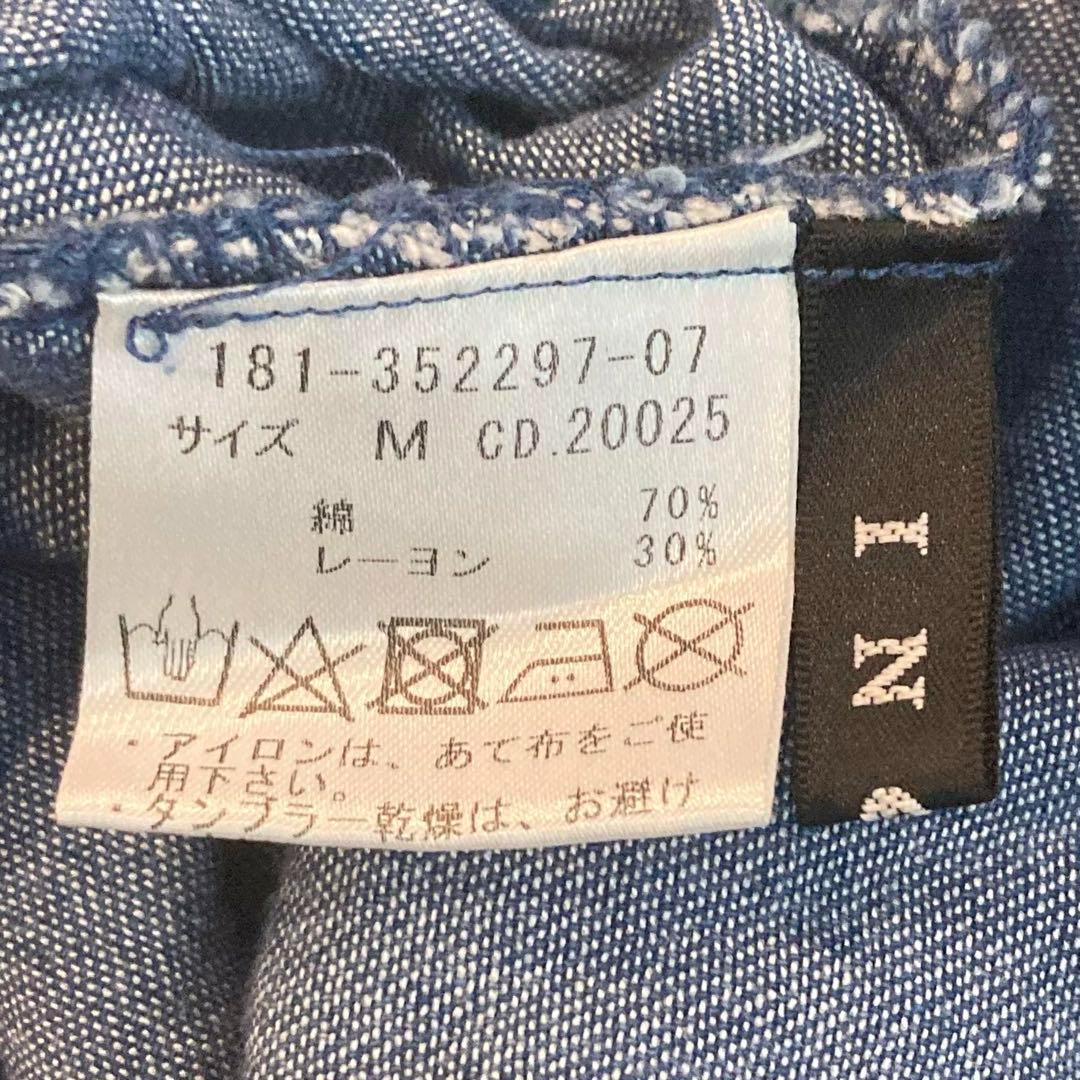 181-352297-07
サイズ M CD.20025
綿 70%
レーヨン 30%
・アイロンは、あて布をご使
用下さい。
・タンブラー乾燥は、お避け
I N